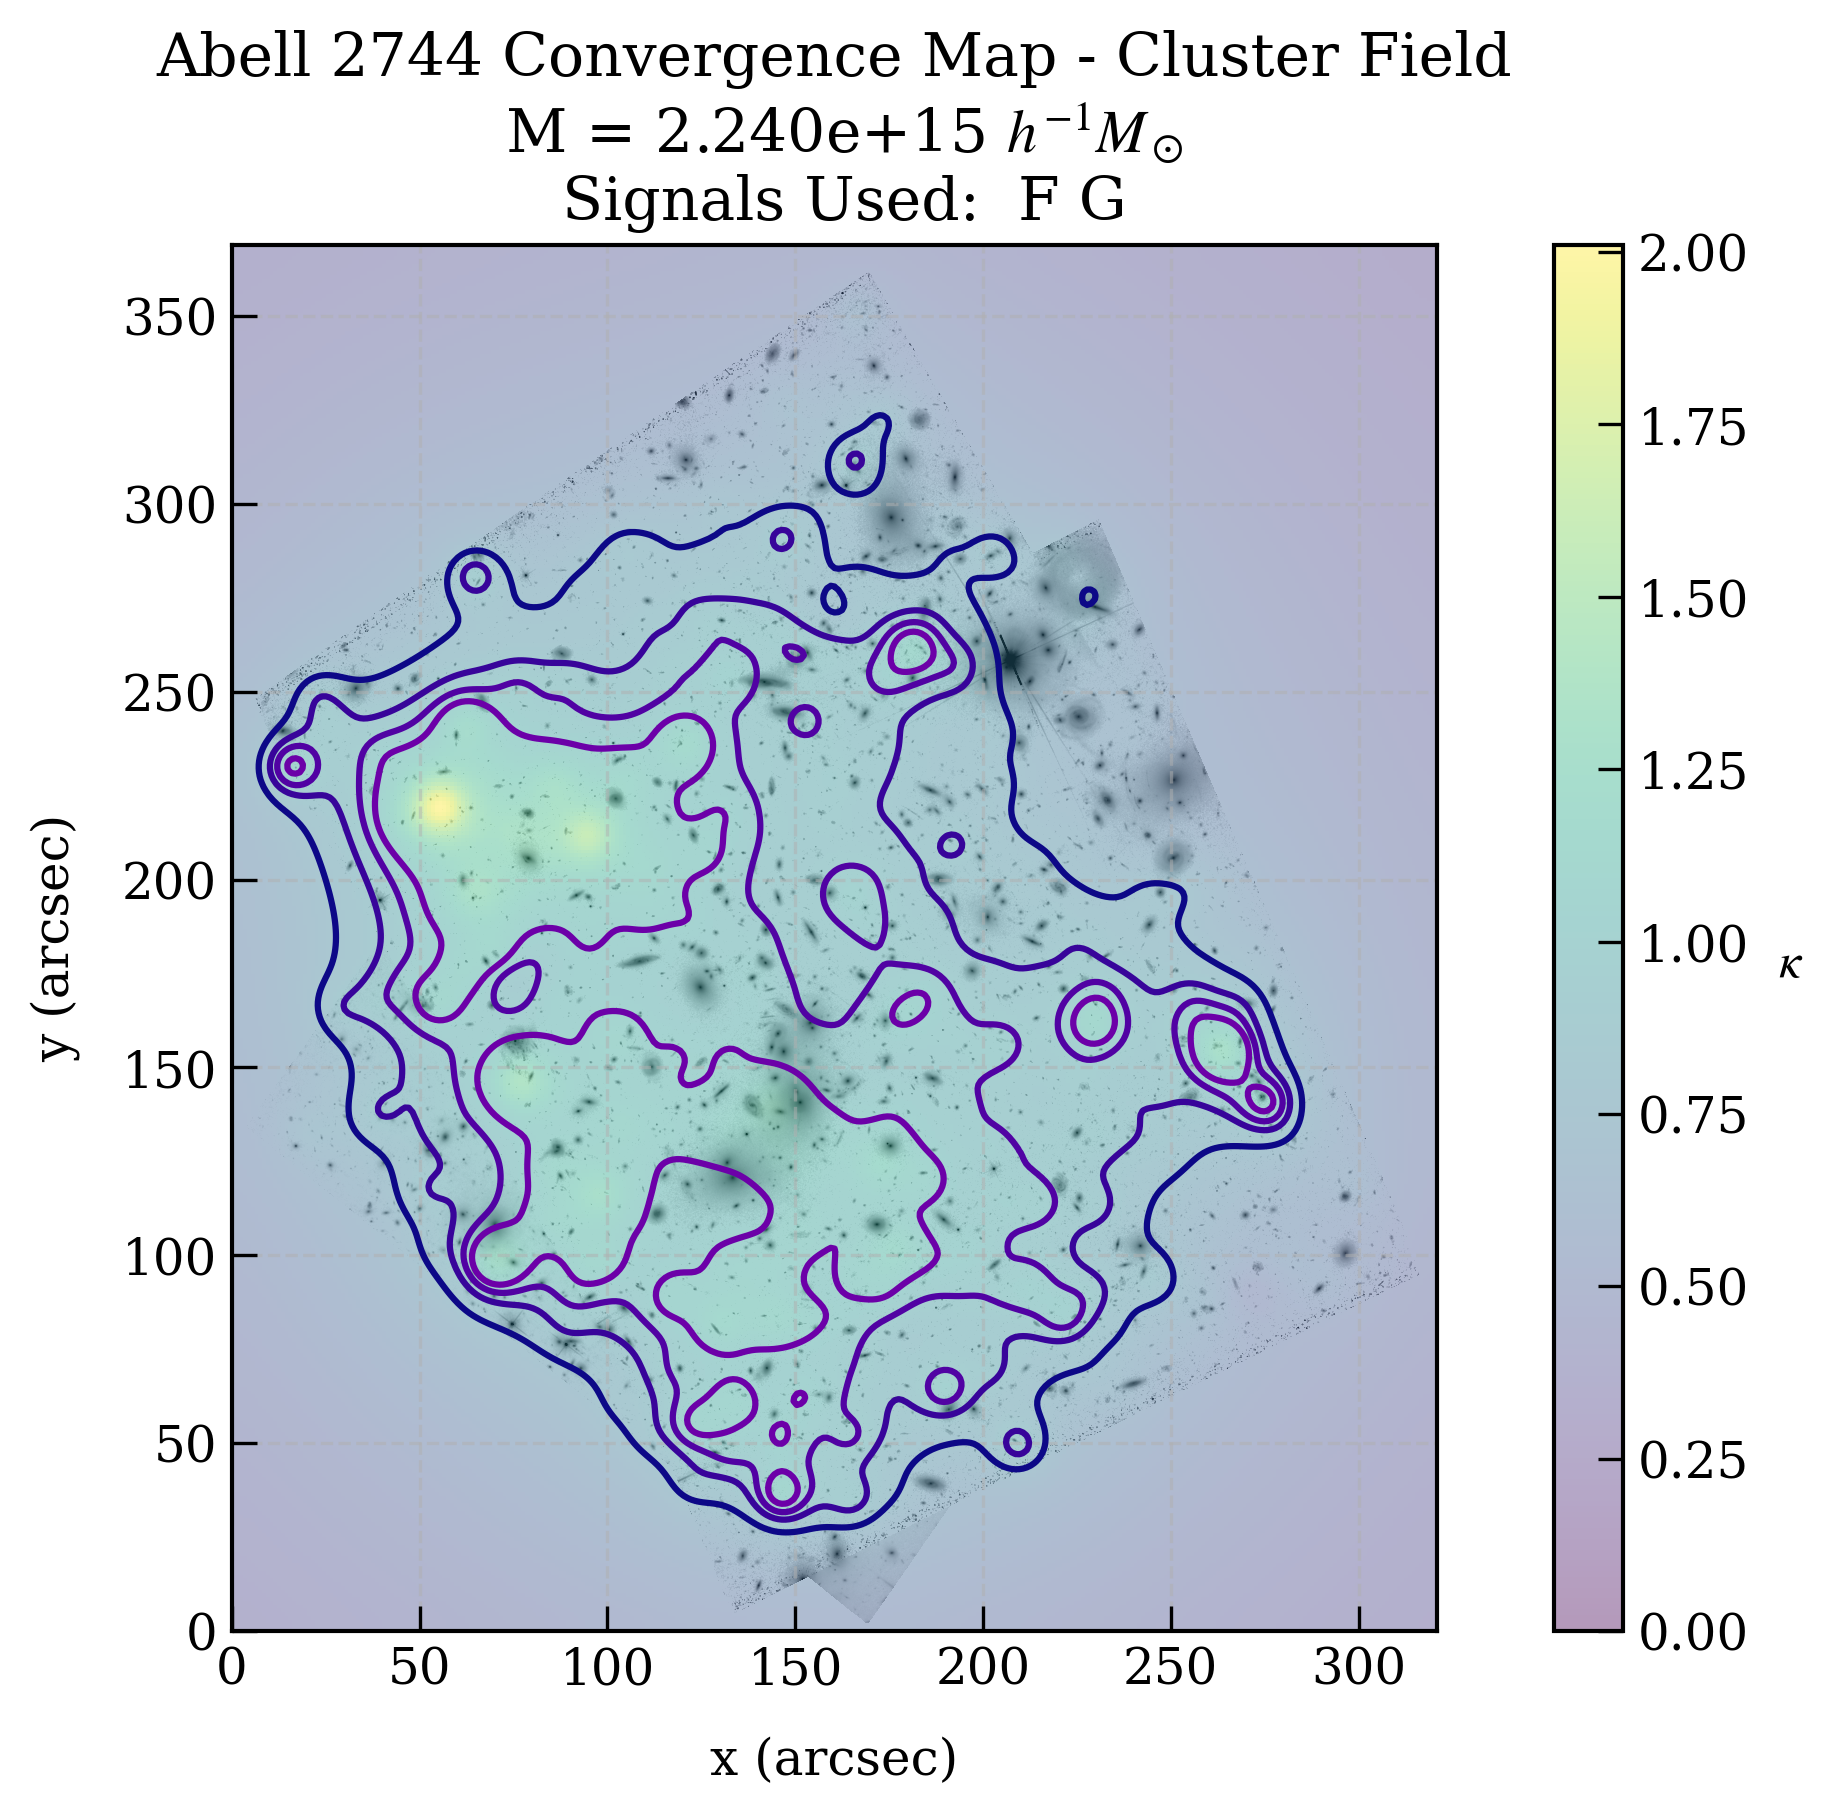 Abell 2744 Convergence Map - Cluster Field
M = 2.240e+15 h⁻¹M⊙
Signals Used: F G
y (arcsec)
350
300
250
200
150
100
50
0
0 50 100 150 200 250 300
x (arcsec)
2.00
1.75
1.50
1.25
1.00
0.75
0.50
0.25
0.00
κ